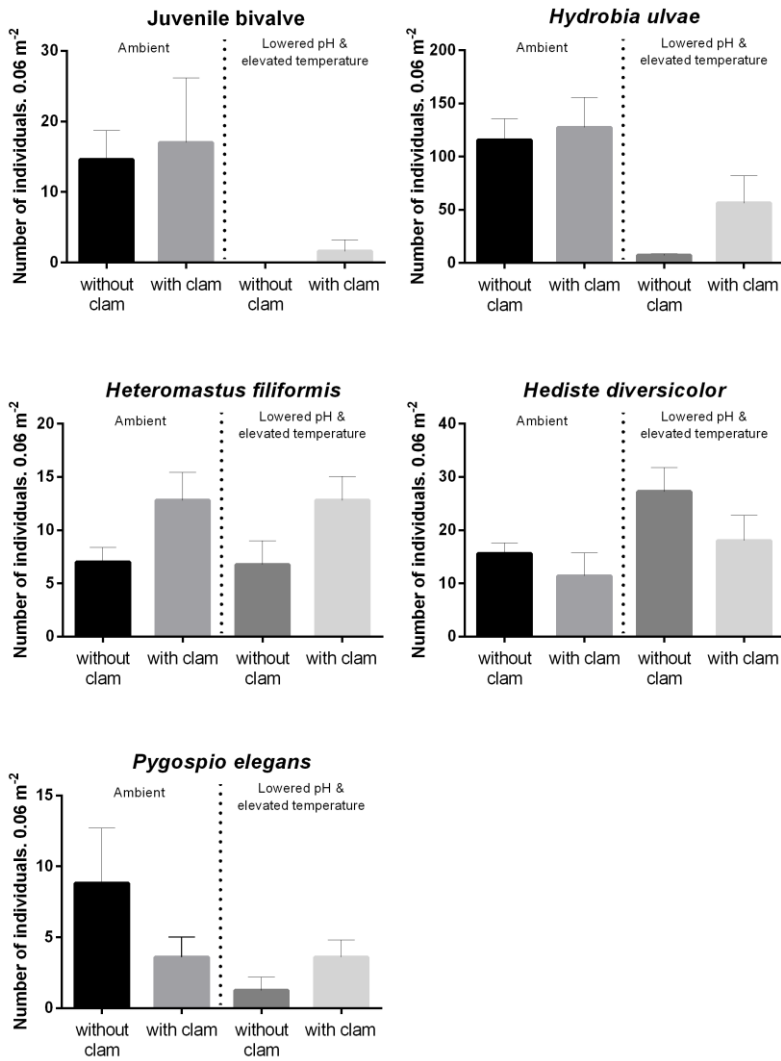 Juvenile bivalve
Number of individuals. 0.06 m⁻²
30
20
10
0
Ambient
Lowered pH &
elevated temperature
without
clam
with clam
without
clam
with clam
Hydrobia ulvae
Number of individuals. 0.06 m⁻²
200
150
100
50
0
Ambient
Lowered pH &
elevated temperature
without
clam
with clam
without
clam
with clam
Heteromastus filiformis
Number of individuals. 0.06 m⁻²
20
15
10
5
0
Ambient
Lowered pH &
elevated temperature
without
clam
with clam
without
clam
with clam
Hediste diversicolor
Number of individuals. 0.06 m⁻²
40
30
20
10
0
Ambient
Lowered pH &
elevated temperature
without
clam
with clam
without
clam
with clam
Pygospio elegans
Number of individuals. 0.06 m⁻²
15
10
5
0
Ambient
Lowered pH &
elevated temperature
without
clam
with clam
without
clam
with clam